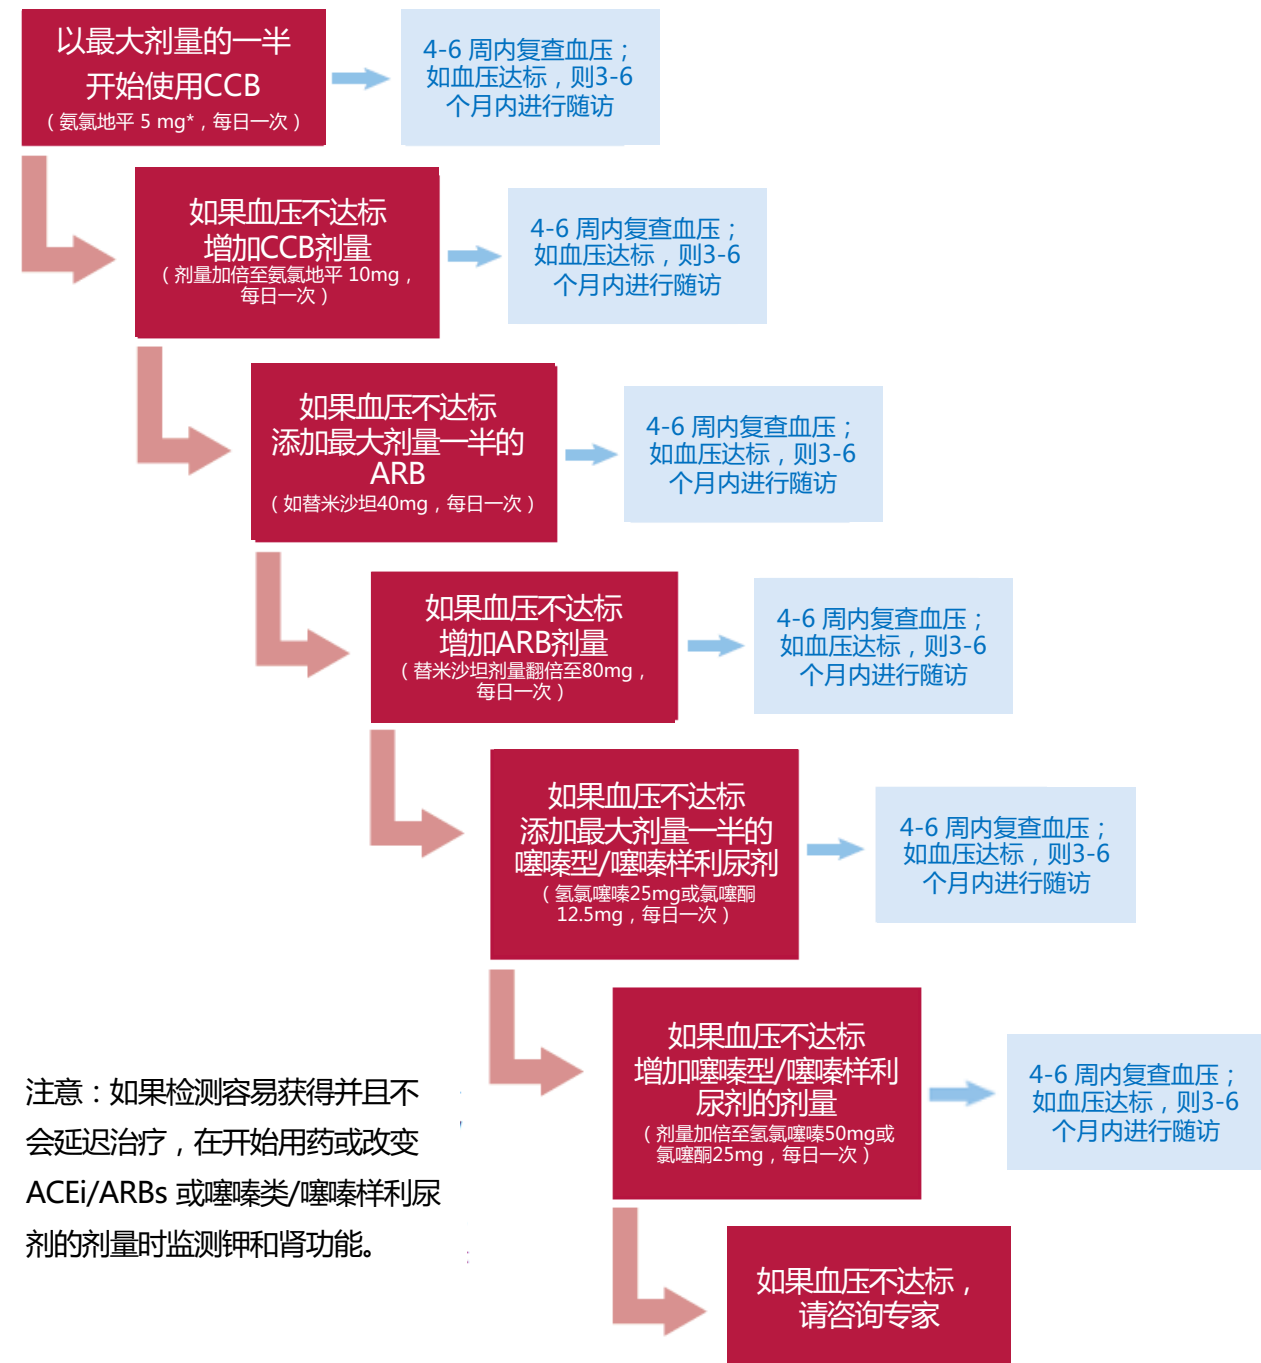 以最大剂量的一半
开始使用CCB
（氨氯地平 5 mg*，每日一次）
4-6 周内复查血压；
如血压达标，则3-6
个月内进行随访
如果血压不达标
增加CCB剂量
（剂量加倍至氨氯地平 10mg，
每日一次）
4-6 周内复查血压；
如血压达标，则3-6
个月内进行随访
如果血压不达标
添加最大剂量一半的
ARB
（如替米沙坦40mg，每日一次）
4-6 周内复查血压；
如血压达标，则3-6
个月内进行随访
如果血压不达标
增加ARB剂量
（替米沙坦剂量翻倍至80mg，
每日一次）
4-6 周内复查血压；
如血压达标，则3-6
个月内进行随访
如果血压不达标
添加最大剂量一半的
噻嗪型/噻嗪样利尿剂
（氢氯噻嗪25mg或氯噻酮
12.5mg，每日一次）
4-6 周内复查血压；
如血压达标，则3-6
个月内进行随访
如果血压不达标
增加噻嗪型/噻嗪样利
尿剂的剂量
（剂量加倍至氢氯噻嗪50mg或
氯噻酮25mg，每日一次）
4-6 周内复查血压；
如血压达标，则3-6
个月内进行随访
如果血压不达标，
请咨询专家
注意：如果检测容易获得并且不
会延迟治疗，在开始用药或改变
ACEi/ARBs 或噻嗪类/噻嗪样利尿
剂的剂量时监测钾和肾功能。